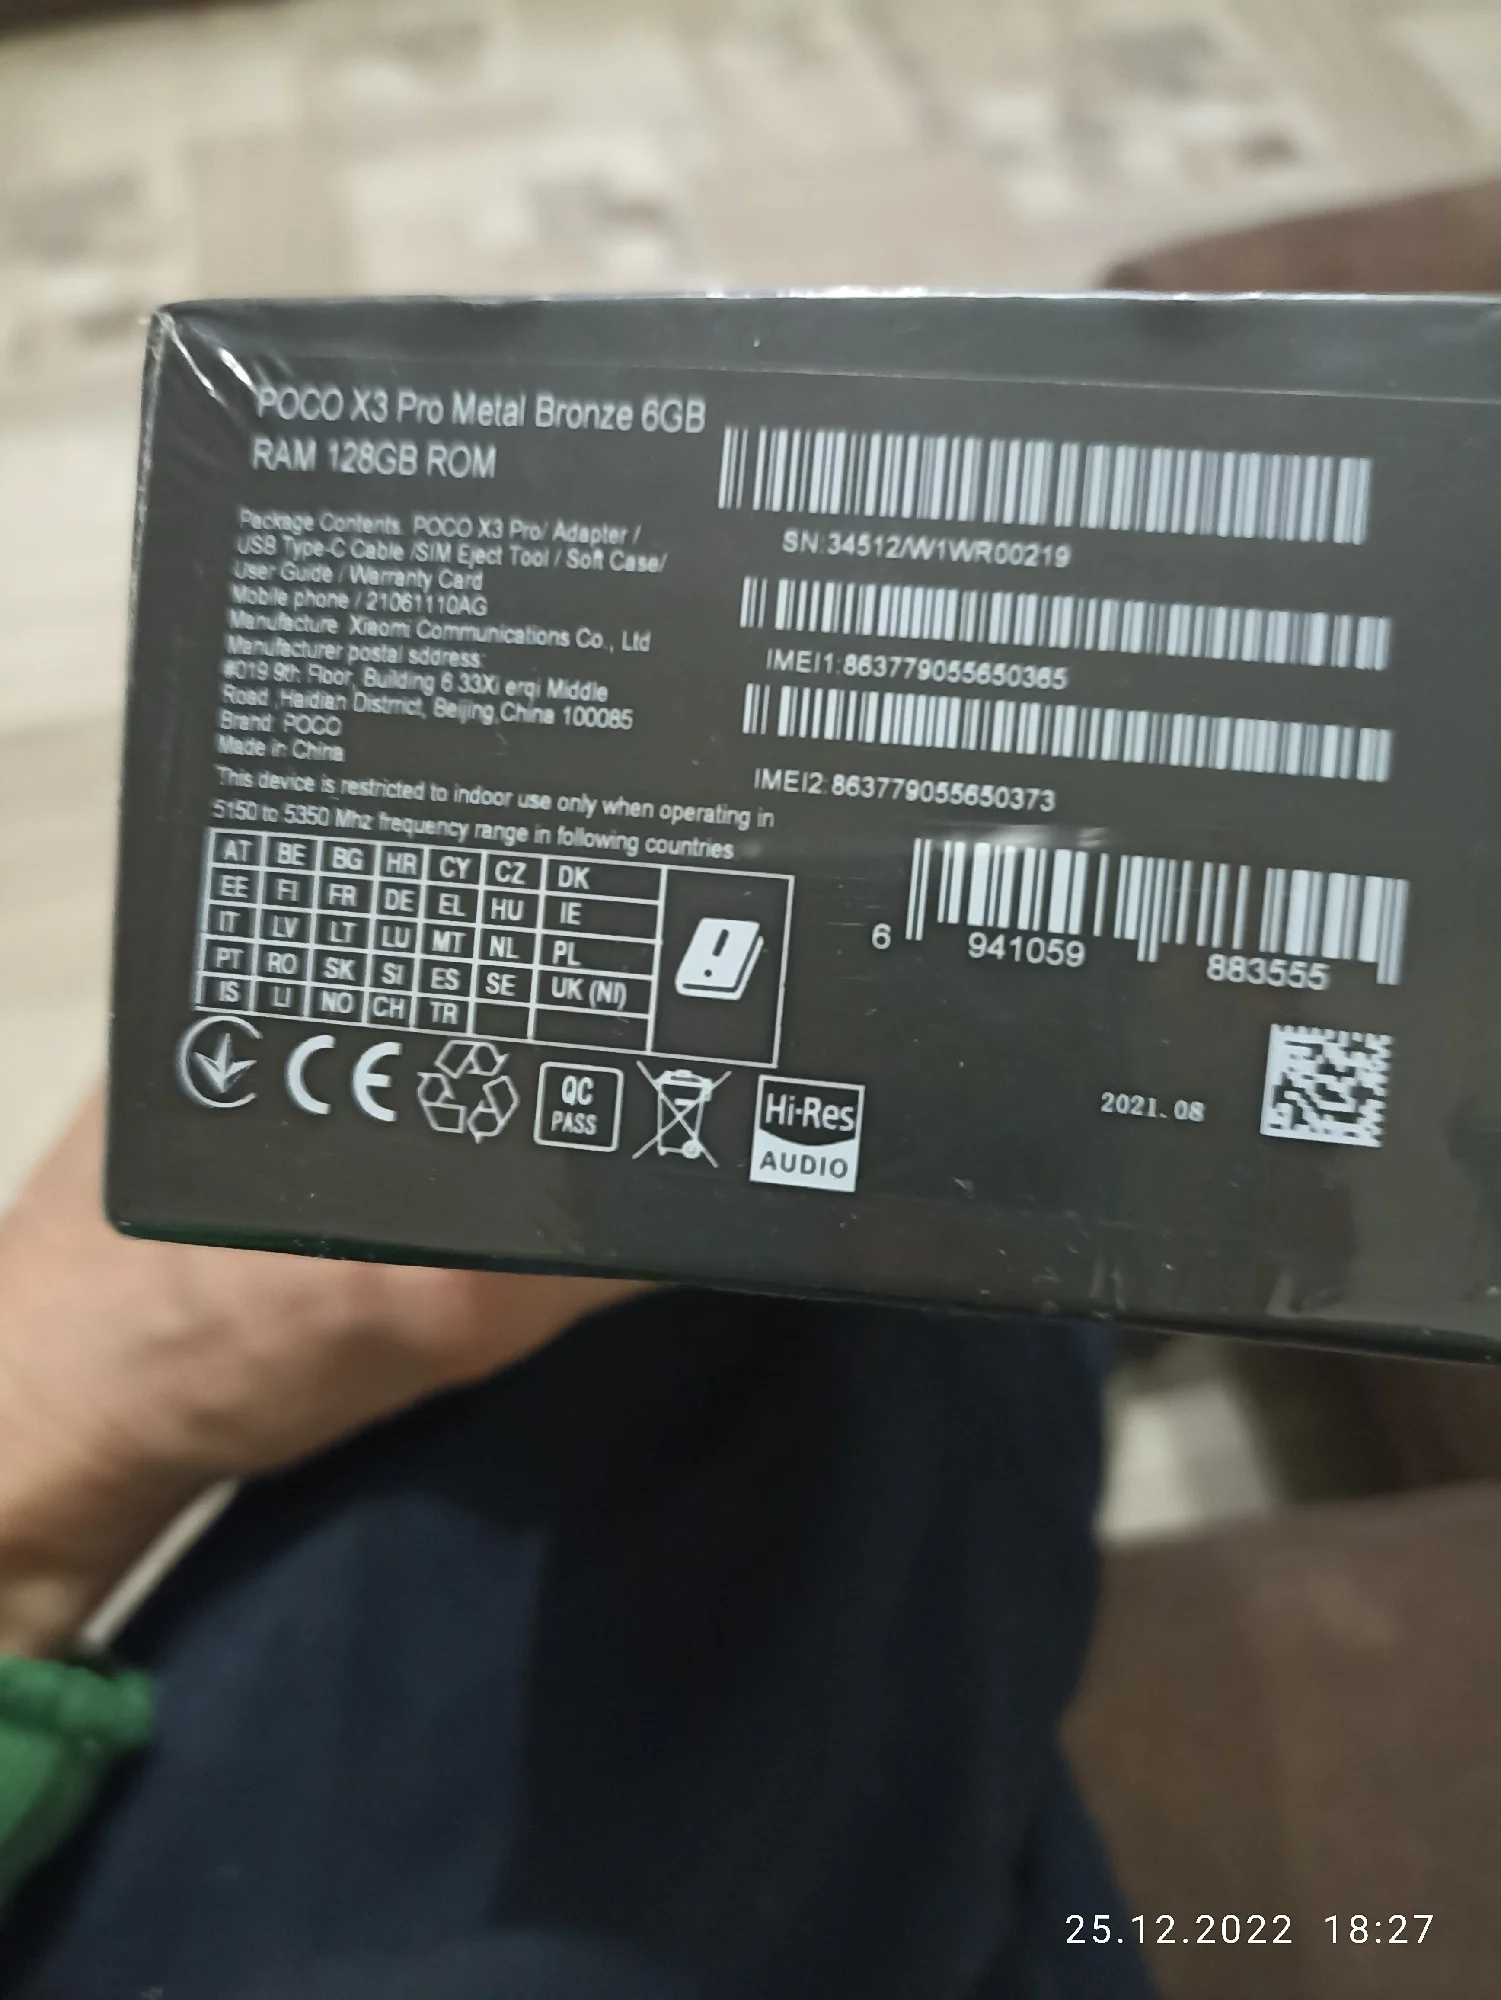 POCO X3 Pro Metal Bronze 6GB
RAM 128GB ROM
Package Contents. POCO X3 Pro/ Adapter /
USB Type-C Cable /SIM Eject Tool / Soft Case/
User Guide / Warranty Card
Mobile phone / 21061110AG
Manufacture Xiaomi Communications Co., Ltd
Manufacturer postal sddress:
#019 9th Floor, Building 6 33Xi erqi Middle
Road ,Haidian Distrnict, Beijing,China 100085
Brand: POCO
Made in China
This device is restricted to indoor use only when operating in
5150 to 5350 Mhz frequency range in following countries
AT BE BG HR CY CZ DK
EE FI FR DE EL HU IE
IT LV LT LU MT NL PL
PT RO SK SI ES SE UK (NI)
IS LI NO CH TR
CE
QC
PASS
Hi-Res
AUDIO
SN:34512/W1WR00219
IMEI1:863779055650365
IMEI2:863779055650373
6 941059 883555
2021.08
25.12.2022 18:27